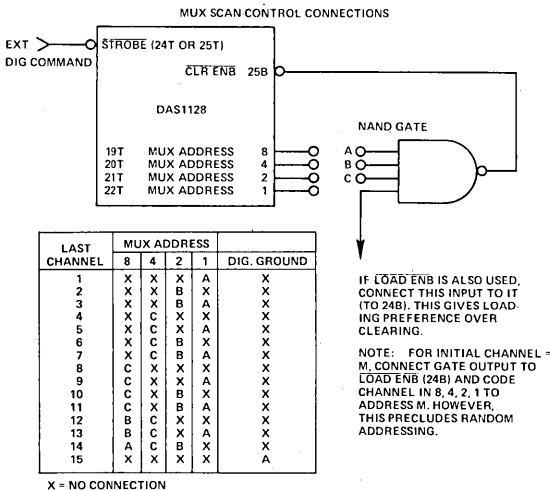 MUX SCAN CONTROL CONNECTIONS
EXT
DIG COMMAND
STROBE (24T OR 25T)
CLR ENB 25B
DAS1128
19T MUX ADDRESS 8
20T MUX ADDRESS 4
21T MUX ADDRESS 2
22T MUX ADDRESS 1
NAND GATE
A
B
C
LAST CHANNEL MUX ADDRESS
8 4 2 1 DIG. GROUND
1 X X X A X
2 X X B X X
3 X X B A X
4 X C X X X
5 X C X A X
6 X C B X X
7 X C B A X
8 C X X X X
9 C X X A X
10 C X B X X
11 C X B A X
12 B C X X X
13 B C X A X
14 A C B X X
15 X X X X A
X = NO CONNECTION
IF LOAD ENB IS ALSO USED,
CONNECT THIS INPUT TO IT
(TO 24B). THIS GIVES LOAD-
ING PREFERENCE OVER
CLEARING.
NOTE: FOR INITIAL CHANNEL =
M, CONNECT GATE OUTPUT TO
LOAD ENB (24B) AND CODE
CHANNEL IN 8, 4, 2, 1 TO
ADDRESS M. HOWEVER,
THIS PRECLUDES RANDOM
ADDRESSING.